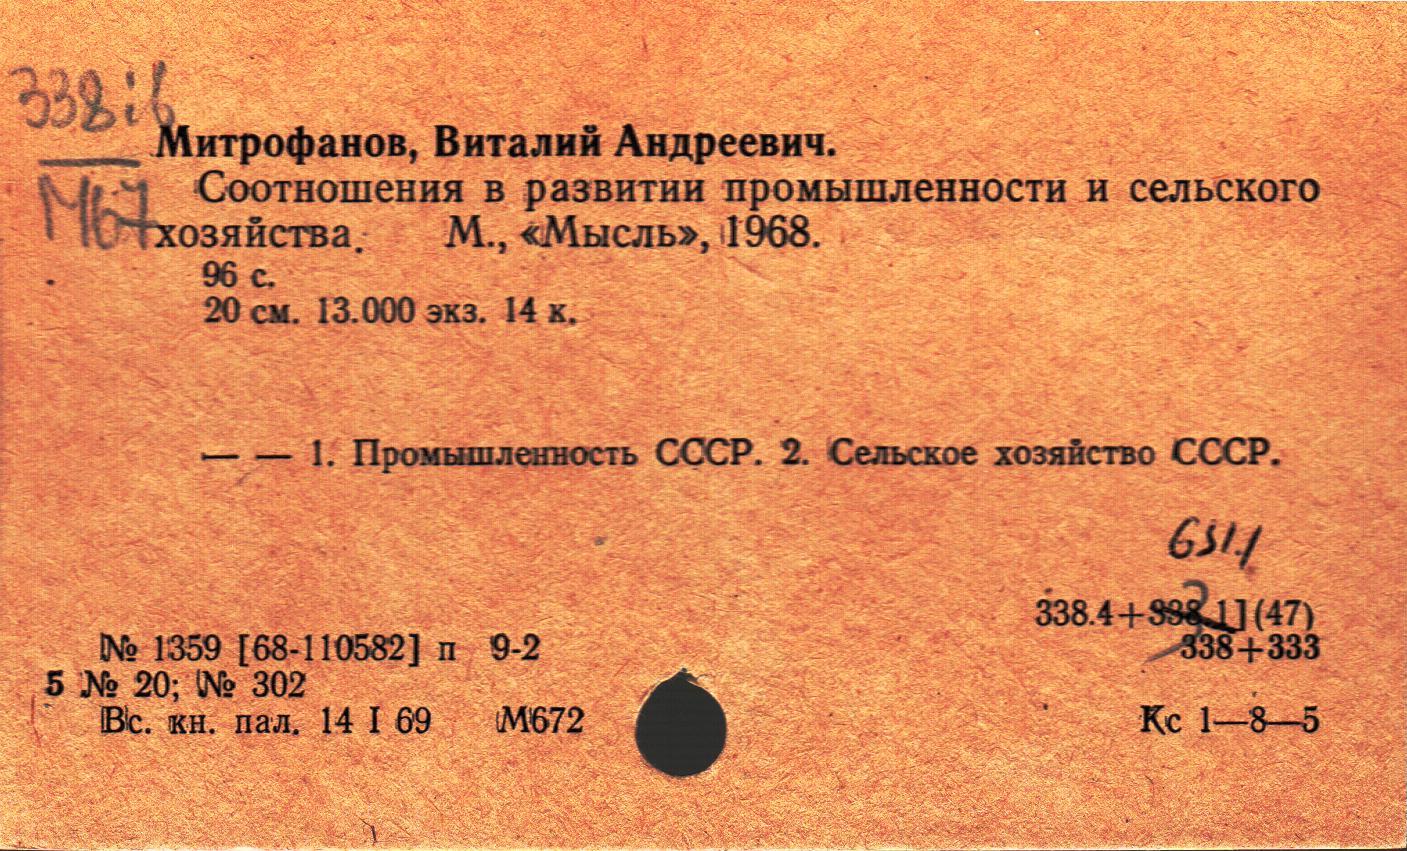 Митрофанов, Виталий Андреевич.
М67
Соотношения в развитии промышленности и сельского
хозяйства. М., «Мысль», 1968.
96 с.
20 см. 13.000 экз. 14 к.
— — 1. Промышленность СССР. 2. Сельское хозяйство СССР.
631.1
338.4+338.1](47)
338+333
№ 1359 [68-110582] п 9-2
5 № 20; № 302
Вс. кн. пал. 14 I 69 М672
Кс 1—8—5